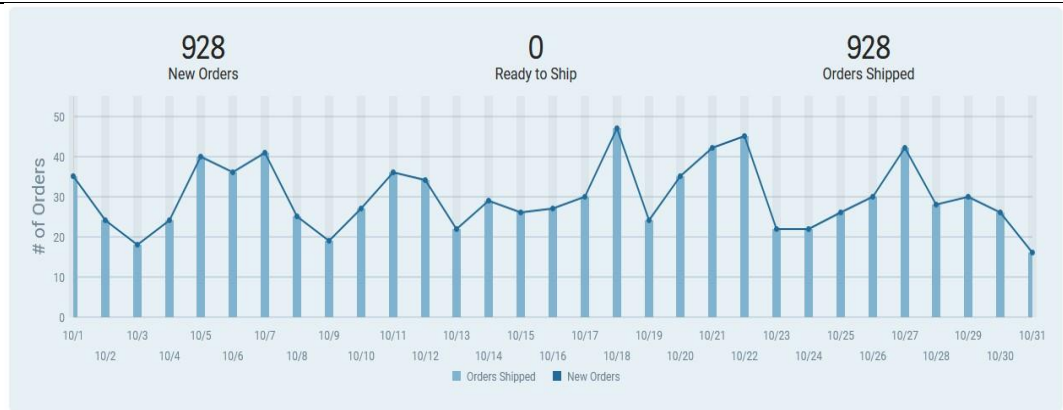 928 0 928
New Orders Ready to Ship Orders Shipped
# of Orders
50
40
30
20
10
0
10/1 10/3 10/5 10/7 10/9 10/11 10/13 10/15 10/17 10/19 10/21 10/23 10/25 10/27 10/29 10/31
10/2 10/4 10/6 10/8 10/10 10/12 10/14 10/16 10/18 10/20 10/22 10/24 10/26 10/28 10/30
Orders Shipped New Orders